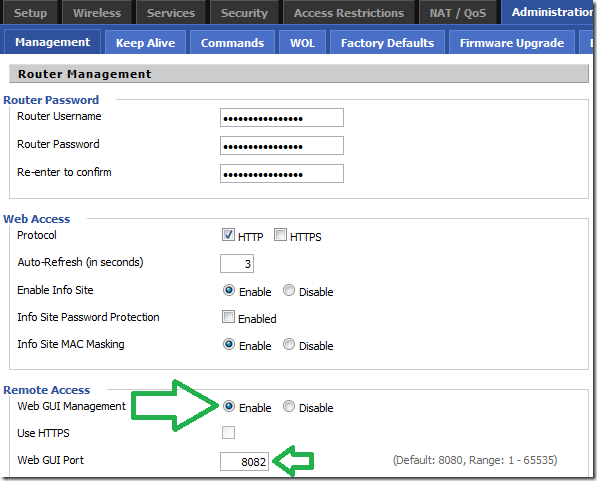 Setup Wireless Services Security Access Restrictions NAT / QoS Administration
Management Keep Alive Commands WOL Factory Defaults Firmware Upgrade
Router Management
Router Password
Router Username ●●●●●●●●●●●●●●●●
Router Password ●●●●●●●●●●●●●●●●
Re-enter to confirm ●●●●●●●●●●●●●●●●
Web Access
Protocol HTTP HTTPS
Auto-Refresh (in seconds) 3
Enable Info Site Enable Disable
Info Site Password Protection Enabled
Info Site MAC Masking Enable Disable
Remote Access
Web GUI Management Enable Disable
Use HTTPS
Web GUI Port 8082 (Default: 8080, Range: 1 - 65535)